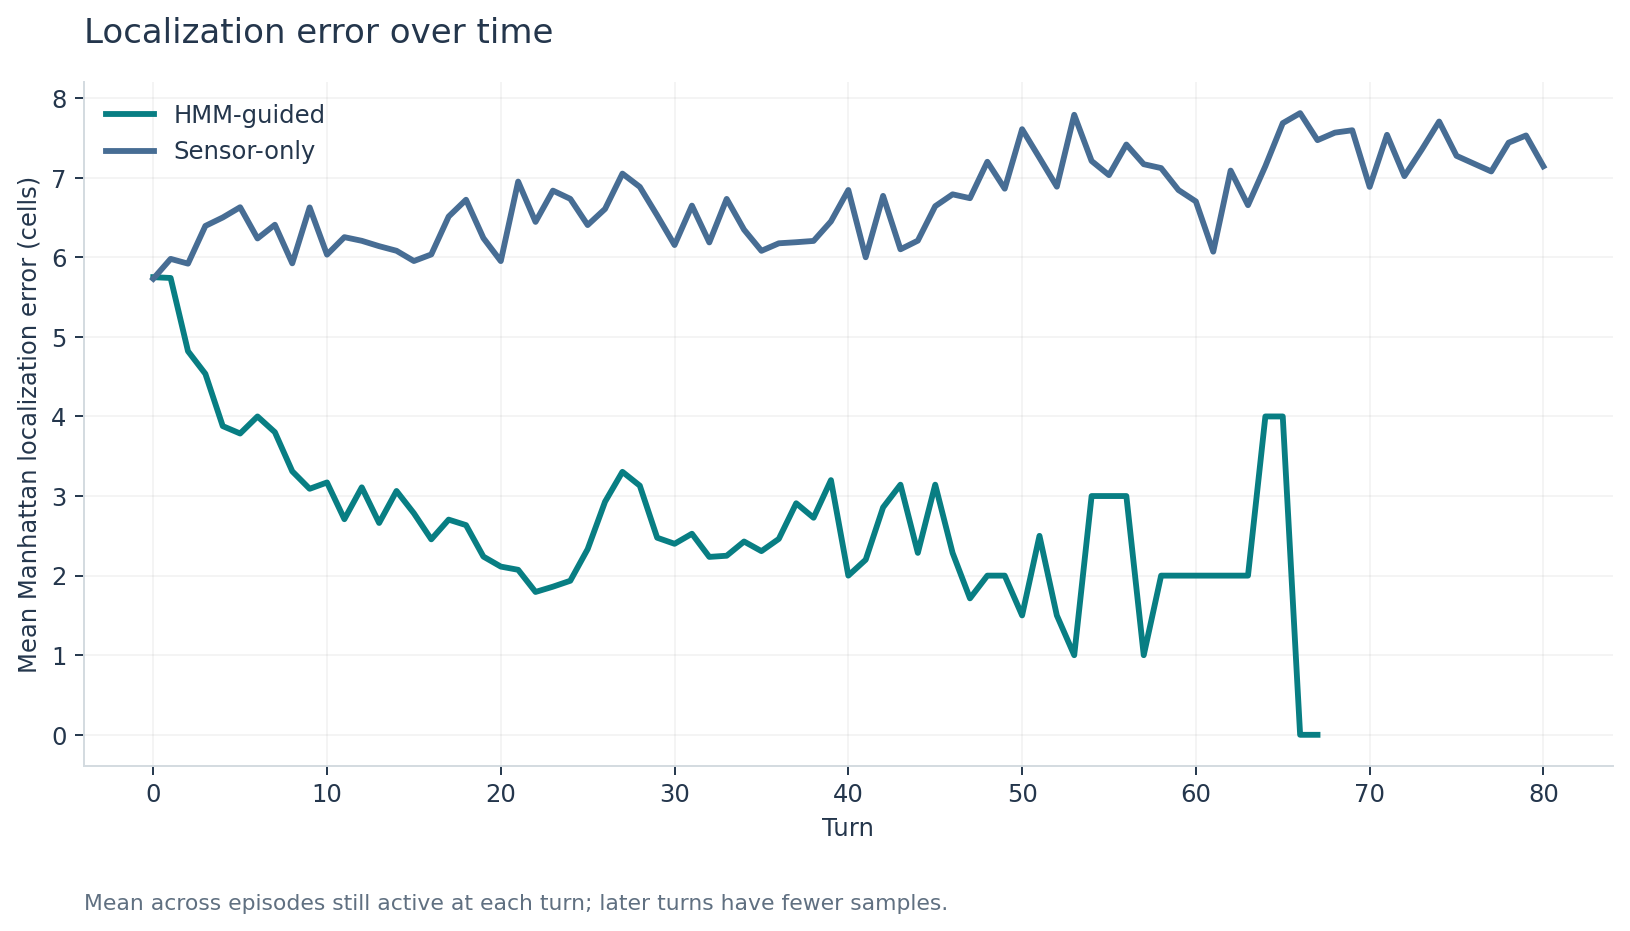 Localization error over time
HMM-guided
Sensor-only
Mean Manhattan localization error (cells)
8
7
6
5
4
3
2
1
0
0 10 20 30 40 50 60 70 80
Turn
Mean across episodes still active at each turn; later turns have fewer samples.